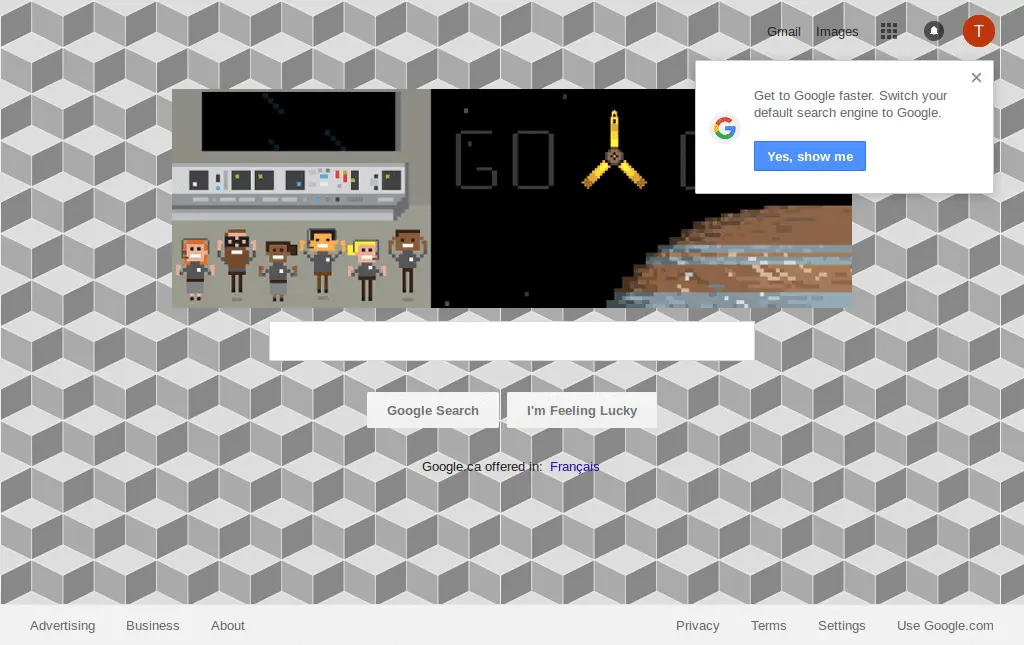 Gmail Images
T
Get to Google faster. Switch your
default search engine to Google.
Yes, show me
GO
Google Search
I'm Feeling Lucky
Google.ca offered in: Français
Advertising Business About
Privacy Terms Settings Use Google.com